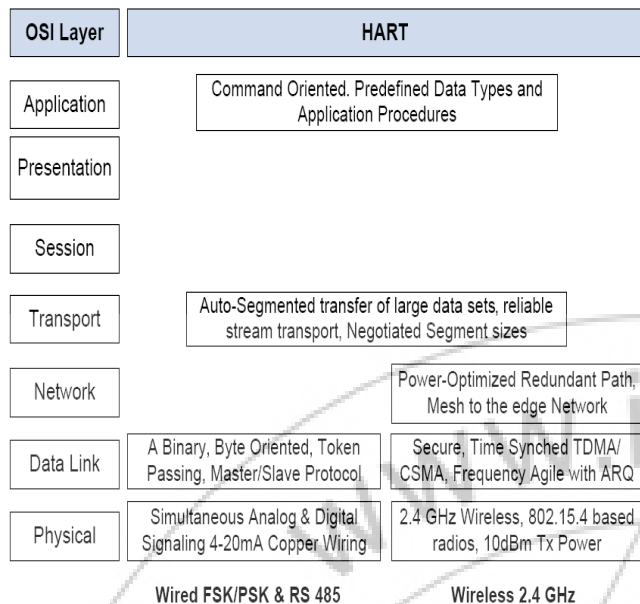 OSI Layer
HART
Application
Command Oriented. Predefined Data Types and
Application Procedures
Presentation
Session
Transport
Auto-Segmented transfer of large data sets, reliable
stream transport, Negotiated Segment sizes
Network
Power-Optimized Redundant Path,
Mesh to the edge Network
Data Link
A Binary, Byte Oriented, Token
Passing, Master/Slave Protocol
Secure, Time Synched TDMA/
CSMA, Frequency Agile with ARQ
Physical
Simultaneous Analog & Digital
Signaling 4-20mA Copper Wiring
2.4 GHz Wireless, 802.15.4 based
radios, 10dBm Tx Power
Wired FSK/PSK & RS 485
Wireless 2.4 GHz
www.i